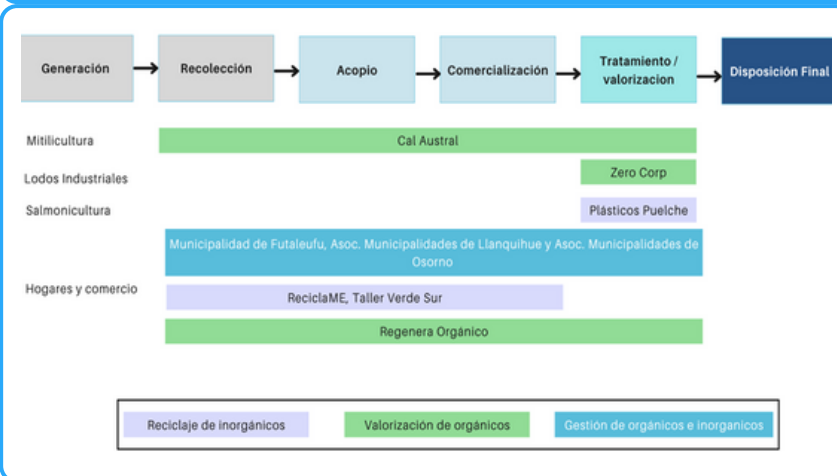 Generación
Recolección
Acopio
Comercialización
Tratamiento /
valorizacion
Disposición Final
Mitilicultura
Cal Austral
Lodos Industriales
Zero Corp
Salmonicultura
Plásticos Puelche
Municipalidad de Futaleufu, Asoc. Municipalidades de Llanquihue y Asoc. Municipalidades de
Osorno
Hogares y comercio
ReciclaME, Taller Verde Sur
Regenera Orgánico
Reciclaje de inorgánicos
Valorización de orgánicos
Gestión de orgánicos e inorganicos